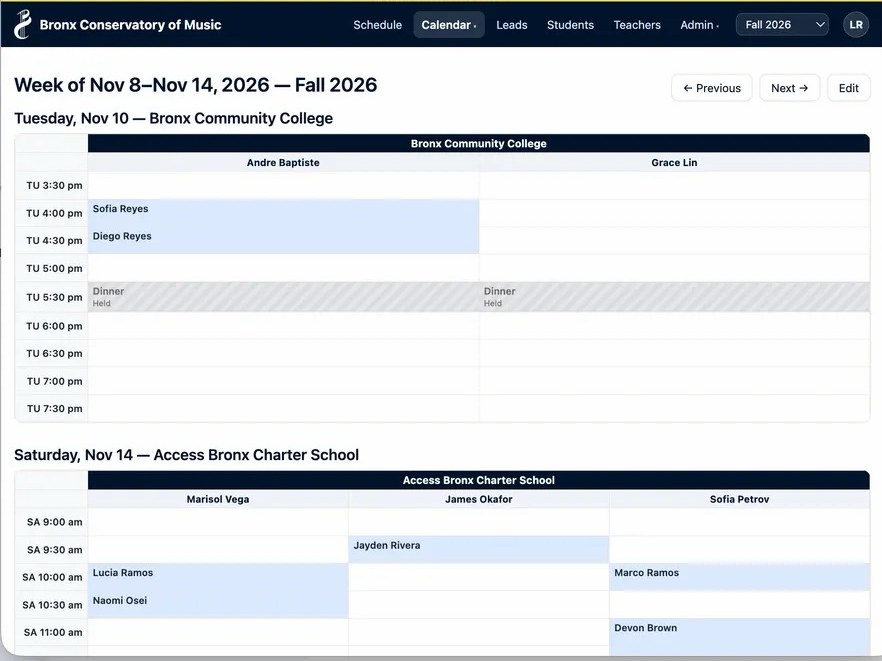 Bronx Conservatory of Music Schedule Calendar Leads Students Teachers Admin Fall 2026 LR
Week of Nov 8–Nov 14, 2026 — Fall 2026
← Previous Next → Edit
Tuesday, Nov 10 — Bronx Community College
Bronx Community College
Andre Baptiste Grace Lin
TU 3:30 pm
TU 4:00 pm Sofia Reyes
TU 4:30 pm Diego Reyes
TU 5:00 pm
TU 5:30 pm Dinner Held Dinner Held
TU 6:00 pm
TU 6:30 pm
TU 7:00 pm
TU 7:30 pm
Saturday, Nov 14 — Access Bronx Charter School
Access Bronx Charter School
Marisol Vega James Okafor Sofia Petrov
SA 9:00 am
SA 9:30 am Jayden Rivera
SA 10:00 am Lucia Ramos Marco Ramos
SA 10:30 am Naomi Osei
SA 11:00 am Devon Brown